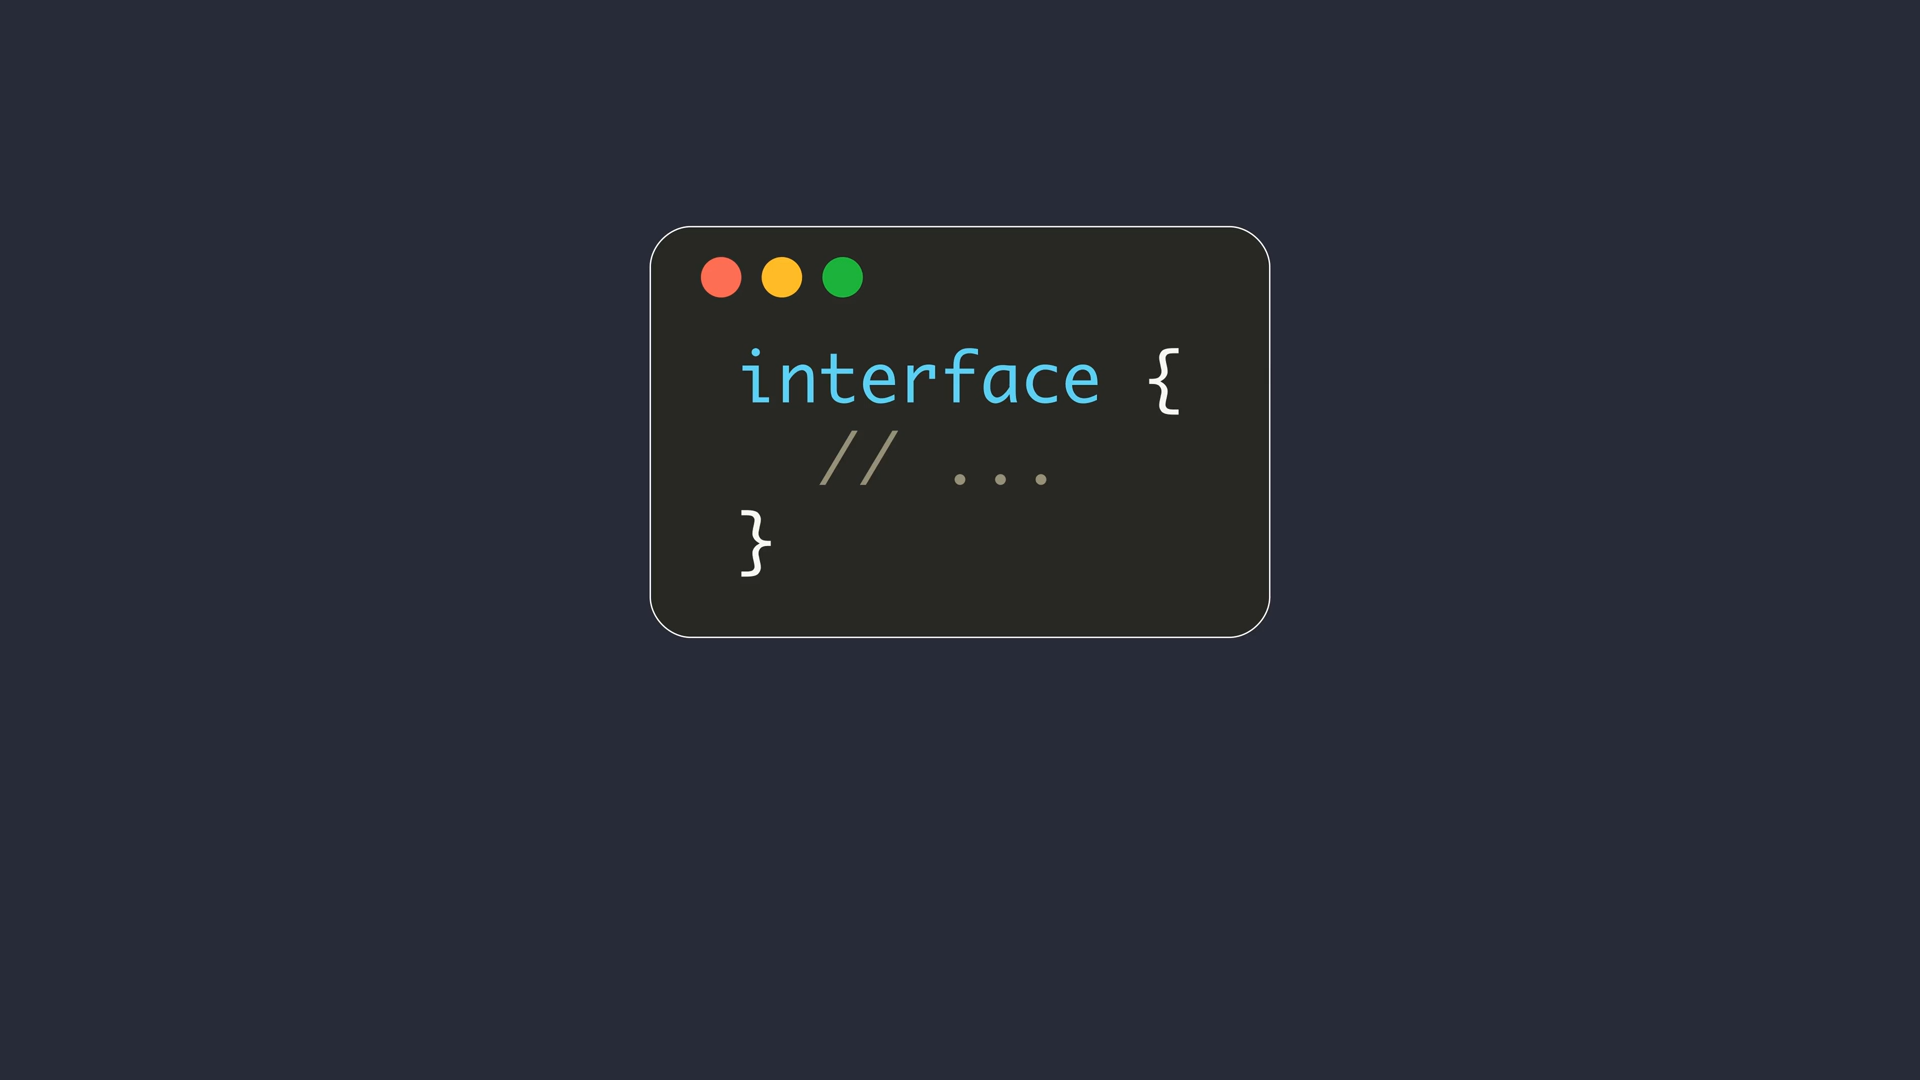 interface {
  // ...
}